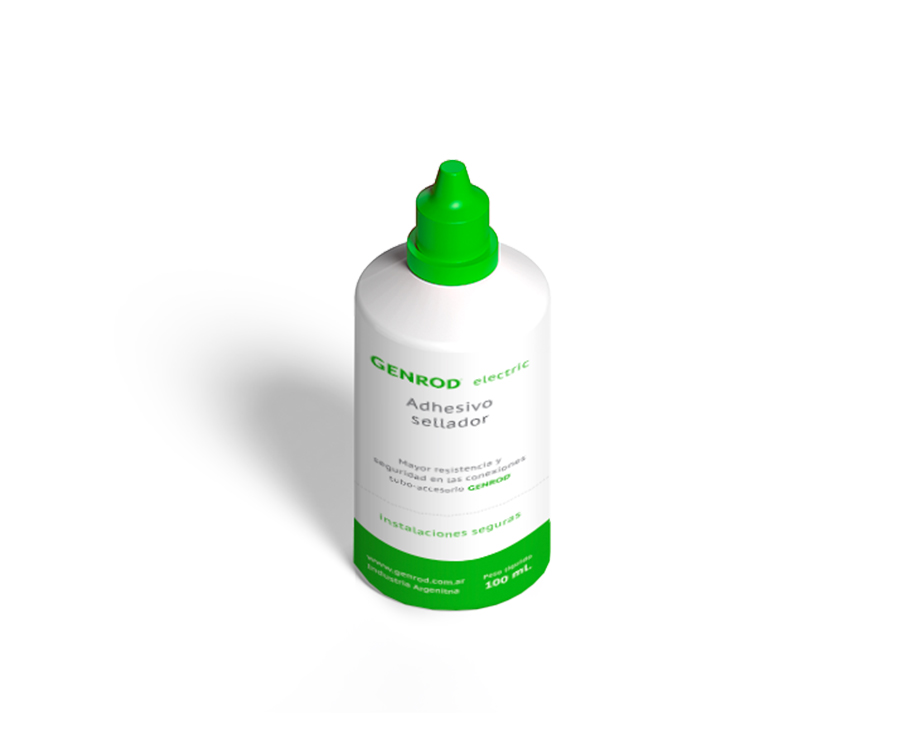 GENROD electric
Adhesivo
sellador
Mayor resistencia y
seguridad en las conexiones
tubo-accesorio GENROD
Instalaciones seguras
www.genrod.com.ar
Industria Argentina
Peso líquido
100 mL.